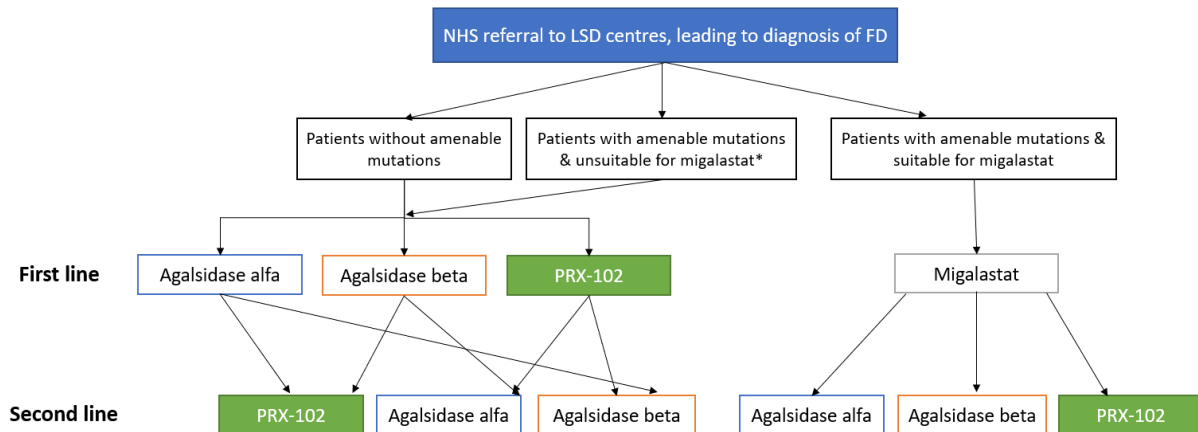 NHS referral to LSD centres, leading to diagnosis of FD
Patients without amenable
mutations
Patients with amenable mutations
& unsuitable for migalastat*
Patients with amenable mutations &
suitable for migalastat
First line
Agalsidase alfa
Agalsidase beta
PRX-102
Migalastat
Second line
PRX-102
Agalsidase alfa
Agalsidase beta
Agalsidase alfa
Agalsidase beta
PRX-102